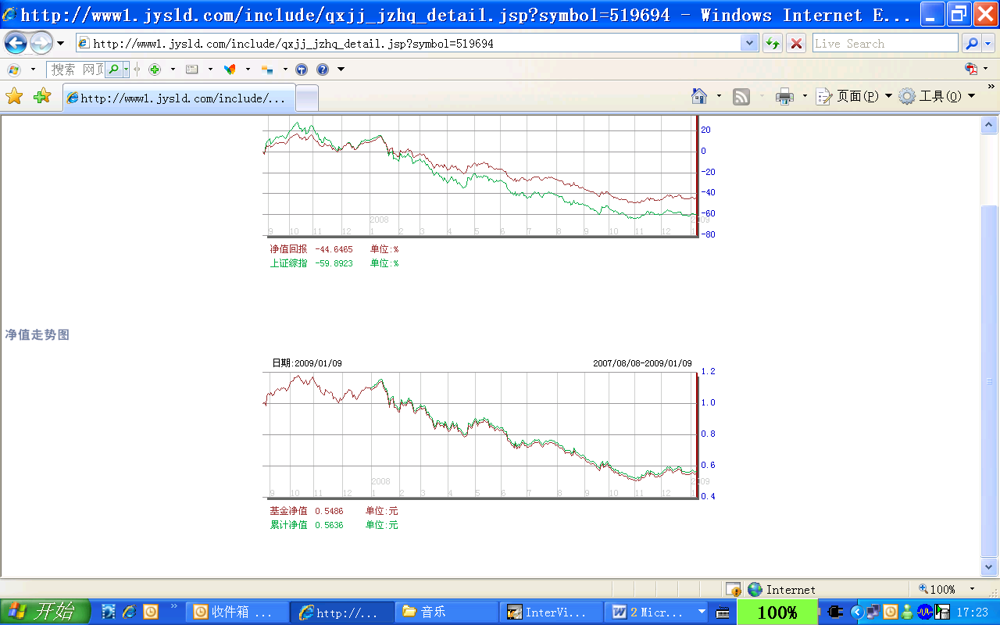 http://www1.jysld.com/include/qxjj_jzhq_detail.jsp?symbol=519694 - Windows Internet E...
http://www1.jysld.com/include/qxjj_jzhq_detail.jsp?symbol=519694
Live Search
搜索 网页
http://www1.jysld.com/include/...
页面(P)
工具(O)
20
0
-20
-40
-60
-80
2008
2009
9 10 11 12 1 2 3 4 5 6 7 8 9 10 11 12 1
净值回报 -44.6465 单位:%
上证综指 -59.8923 单位:%
净值走势图
日期:2009/01/09 2007/08/08-2009/01/09
1.2
1.0
0.8
0.6
0.4
2008
2009
9 10 11 12 1 2 3 4 5 6 7 8 9 10 11 12 1
基金净值 0.5486 单位:元
累计净值 0.5636 单位:元
Internet
100%
开始
收件箱 ...
http://...
音乐
InterVi...
2 Micr...
100%
17:23